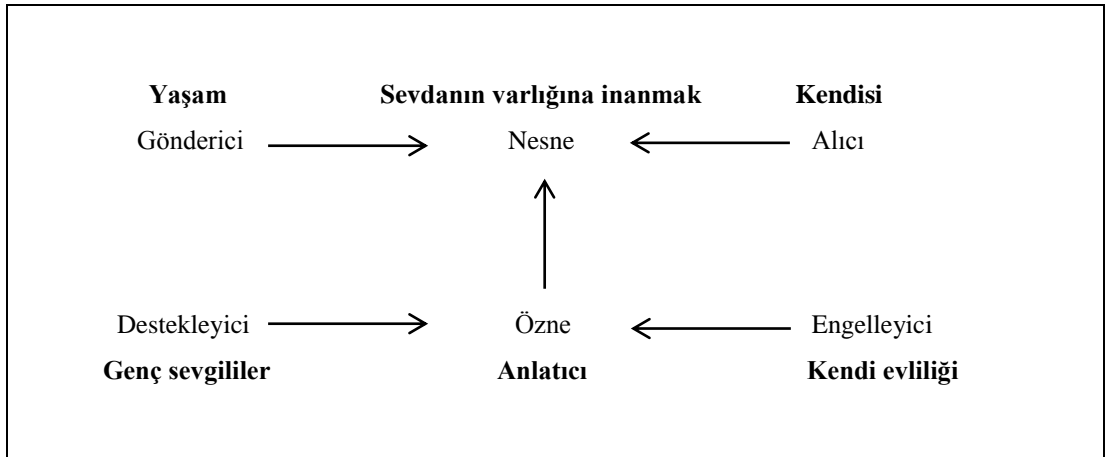 Yaşam Sevdanın varlığına inanmak Kendisi
Gönderici Nesne Alıcı
Destekleyici Özne Engelleyici
Genç sevgililer Anlatıcı Kendi evliliği